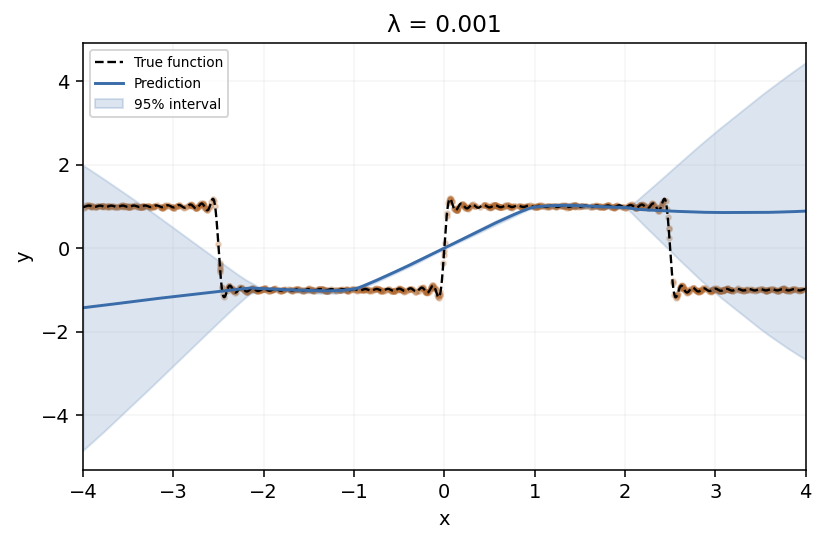 λ = 0.001
True function
Prediction
95% interval
4
2
0
−2
−4
y
−4 −3 −2 −1 0 1 2 3 4
x